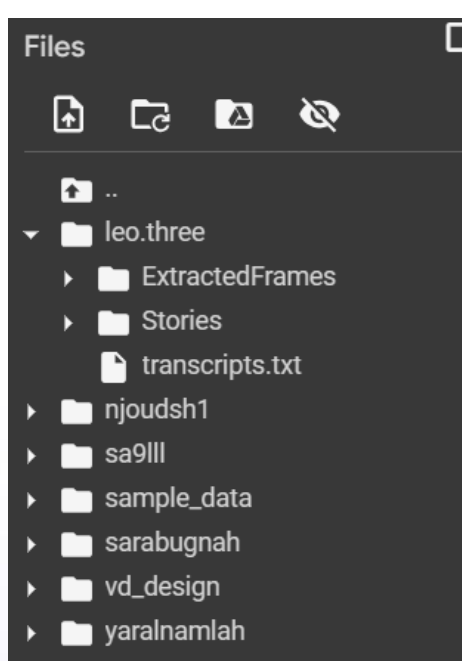 Files
..
leo.three
ExtractedFrames
Stories
transcripts.txt
njoudsh1
sa9lll
sample_data
sarabugnah
vd_design
yaralnamlah